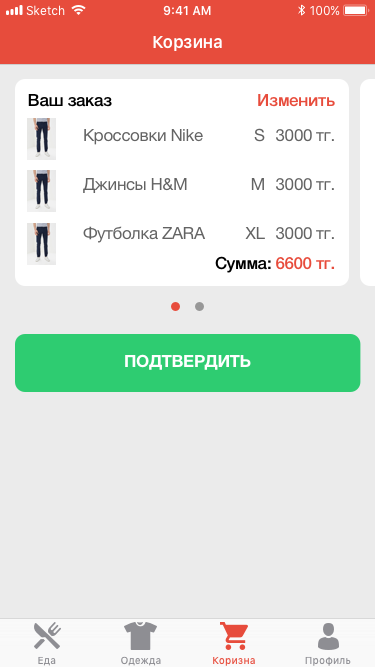 Sketch 9:41 AM 100%
Корзина
Ваш заказ Изменить
Кроссовки Nike S 3000 тг.
Джинсы H&M M 3000 тг.
Футболка ZARA XL 3000 тг.
Сумма: 6600 тг.
ПОДТВЕРДИТЬ
Еда Одежда Коризна Профиль